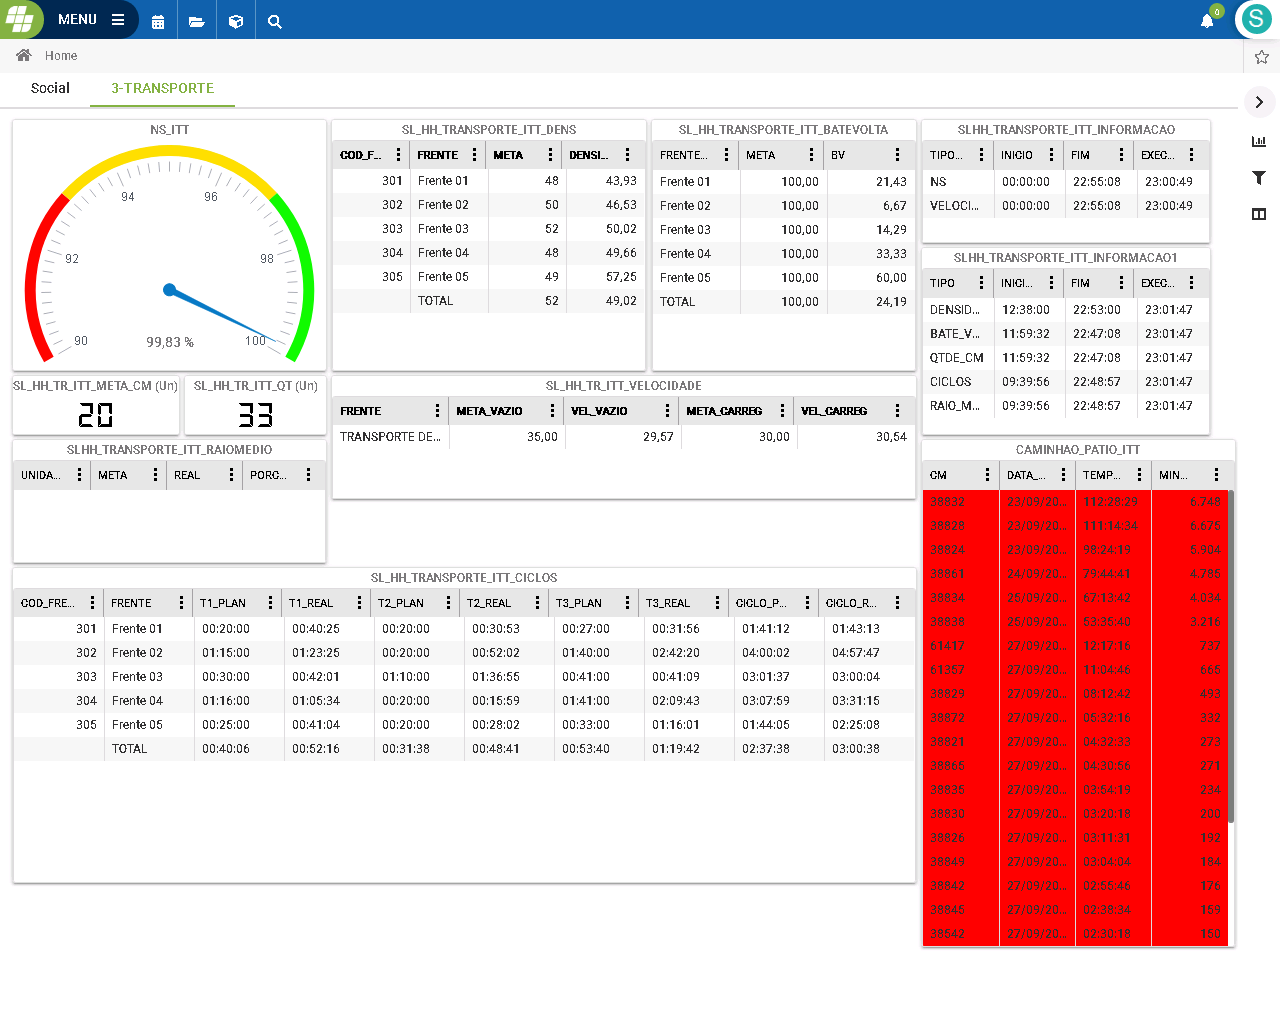 MENU
0
S
Home
Social
3-TRANSPORTE
NS_ITT
94
96
92
98
90
100
99,83 %
SL_HH_TRANSPORTE_ITT_DENS
COD_F... FRENTE META DENSI...
301 Frente 01 48 43,93
302 Frente 02 50 46,53
303 Frente 03 52 50,02
304 Frente 04 48 49,66
305 Frente 05 49 57,25
TOTAL 52 49,02
SL_HH_TRANSPORTE_ITT_BATEVOLTA
FRENTE... META BV
Frente 01 100,00 21,43
Frente 02 100,00 6,67
Frente 03 100,00 14,29
Frente 04 100,00 33,33
Frente 05 100,00 60,00
TOTAL 100,00 24,19
SLHH_TRANSPORTE_ITT_INFORMACAO
TIPO... INICIO FIM EXEC...
NS 00:00:00 22:55:08 23:00:49
VELOCI... 00:00:00 22:55:08 23:00:49
SLHH_TRANSPORTE_ITT_INFORMACAO1
TIPO INICI... FIM EXEC...
DENSID... 12:38:00 22:53:00 23:01:47
BATE_V... 11:59:32 22:47:08 23:01:47
QTDE_CM 11:59:32 22:47:08 23:01:47
CICLOS 09:39:56 22:48:57 23:01:47
RAIO_M... 09:39:56 22:48:57 23:01:47
SL_HH_TR_ITT_META_CM (Un)
20
SL_HH_TR_ITT_QT (Un)
33
SL_HH_TR_ITT_VELOCIDADE
FRENTE META_VAZIO VEL_VAZIO META_CARREG VEL_CARREG
TRANSPORTE DE... 35,00 29,57 30,00 30,54
SLHH_TRANSPORTE_ITT_RAIOMEDIO
UNIDA... META REAL PORC...
CAMINHAO_PATIO_ITT
CM DATA_... TEMP... MIN...
38832 23/09/20... 112:28:29 6.748
38828 23/09/20... 111:14:34 6.675
38824 23/09/20... 98:24:19 5.904
38861 24/09/20... 79:44:41 4.785
38834 25/09/20... 67:13:42 4.034
38838 25/09/20... 53:35:40 3.216
61417 27/09/20... 12:17:16 737
61357 27/09/20... 11:04:46 665
38829 27/09/20... 08:12:42 493
38872 27/09/20... 05:32:16 332
38821 27/09/20... 04:32:33 273
38865 27/09/20... 04:30:56 271
38835 27/09/20... 03:54:19 234
38830 27/09/20... 03:20:18 200
38826 27/09/20... 03:11:31 192
38849 27/09/20... 03:04:04 184
38842 27/09/20... 02:55:46 176
38845 27/09/20... 02:38:34 159
38542 27/09/20... 02:30:18 150
SL_HH_TRANSPORTE_ITT_CICLOS
COD_FRE... FRENTE T1_PLAN T1_REAL T2_PLAN T2_REAL T3_PLAN T3_REAL CICLO_P... CICLO_R...
301 Frente 01 00:20:00 00:40:25 00:20:00 00:30:53 00:27:00 00:31:56 01:41:12 01:43:13
302 Frente 02 01:15:00 01:23:25 00:20:00 00:52:02 01:40:00 02:42:20 04:00:02 04:57:47
303 Frente 03 00:30:00 00:42:01 01:10:00 01:36:55 00:41:00 00:41:09 03:01:37 03:00:04
304 Frente 04 01:16:00 01:05:34 00:20:00 00:15:59 01:41:00 02:09:43 03:07:59 03:31:15
305 Frente 05 00:25:00 00:41:04 00:20:00 00:28:02 00:33:00 01:16:01 01:44:05 02:25:08
TOTAL 00:40:06 00:52:16 00:31:38 00:48:41 00:53:40 01:19:42 02:37:38 03:00:38